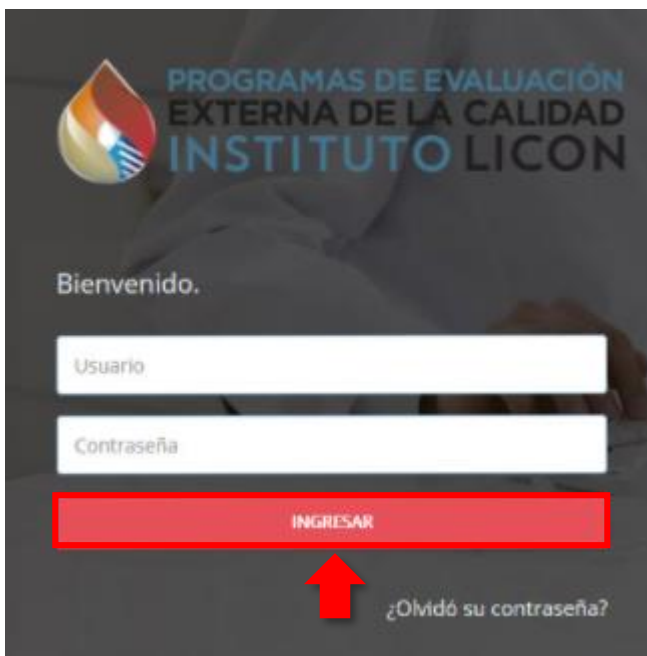 PROGRAMAS DE EVALUACIÓN
EXTERNA DE LA CALIDAD
INSTITUTO LICON
Bienvenido.
Usuario
Contraseña
INGRESAR
¿Olvidó su contraseña?